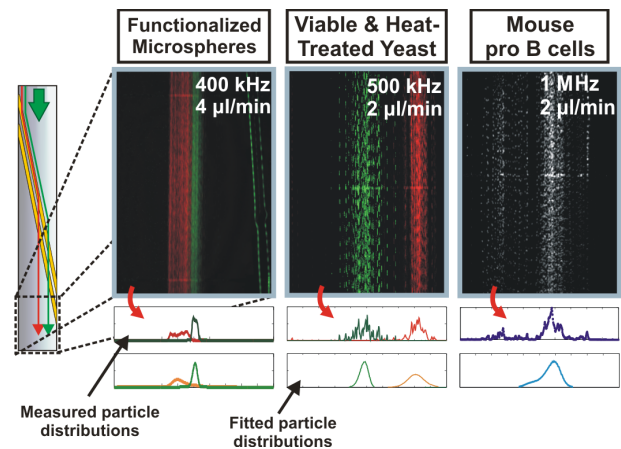 Functionalized
Microspheres
Viable & Heat-
Treated Yeast
Mouse
pro B cells
400 kHz
4 µl/min
500 kHz
2 µl/min
1 MHz
2 µl/min
Measured particle
distributions
Fitted particle
distributions